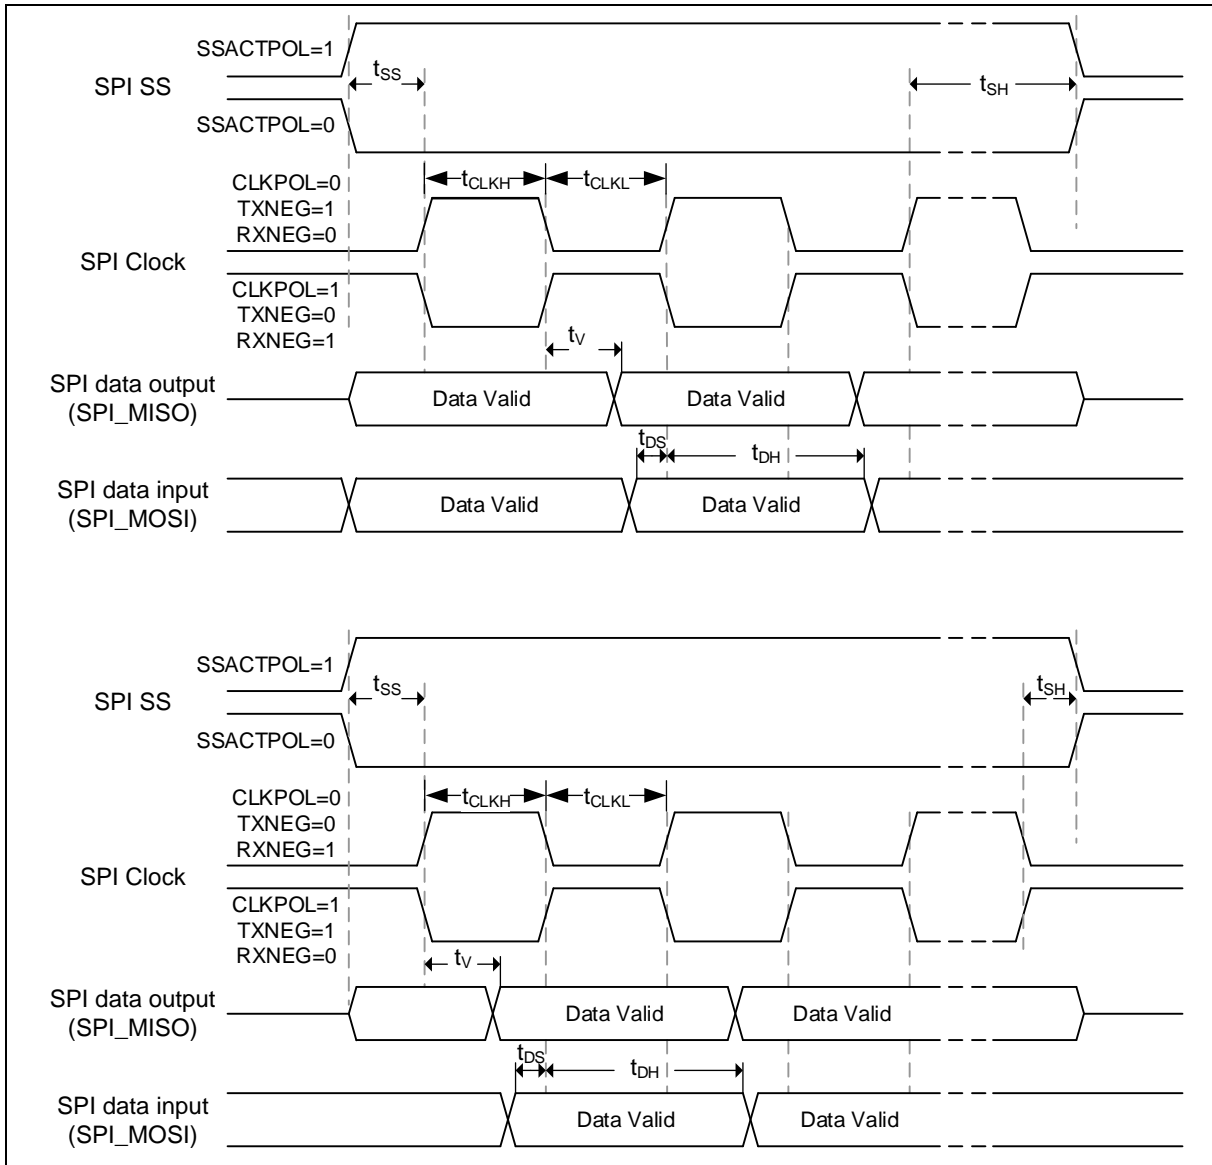 SSACTPOL=1
SPI SS
tSS
tSH
SSACTPOL=0
CLKPOL=0
TXNEG=1
RXNEG=0
tCLKH
tCLKL
SPI Clock
CLKPOL=1
TXNEG=0
RXNEG=1
tV
SPI data output
(SPI_MISO)
Data Valid
Data Valid
tDS
tDH
SPI data input
(SPI_MOSI)
Data Valid
Data Valid
SSACTPOL=1
SPI SS
tSS
tSH
SSACTPOL=0
CLKPOL=0
TXNEG=0
RXNEG=1
tCLKH
tCLKL
SPI Clock
CLKPOL=1
TXNEG=1
RXNEG=0
tV
SPI data output
(SPI_MISO)
Data Valid
Data Valid
tDS
tDH
SPI data input
(SPI_MOSI)
Data Valid
Data Valid